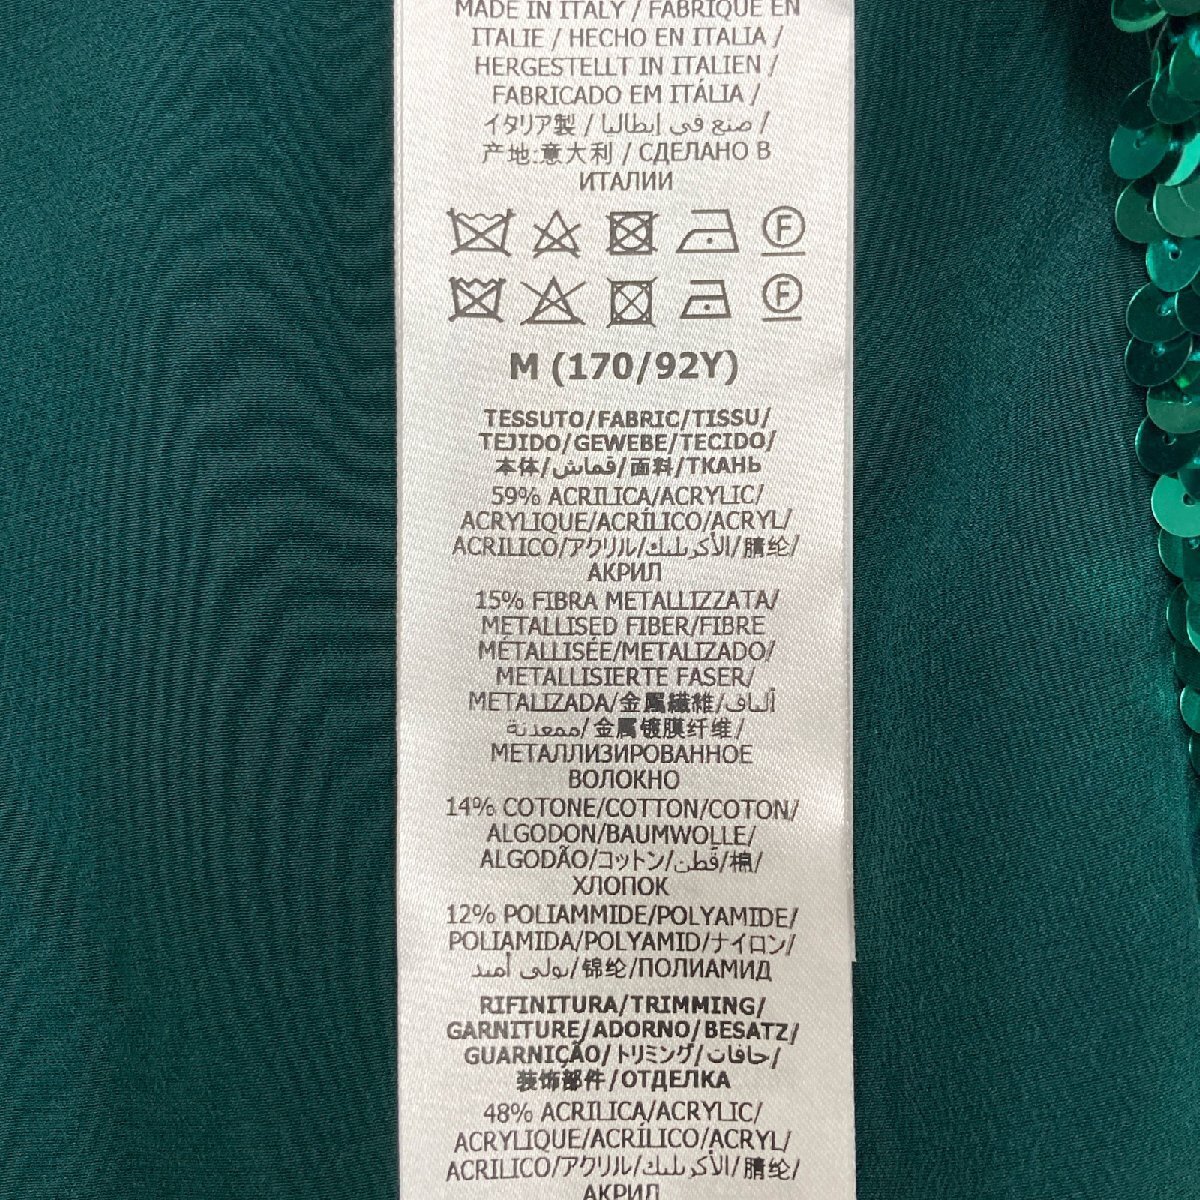 MADE IN ITALY / FABRIQUÉ EN
ITALIE / HECHO EN ITALIA /
HERGESTELLT IN ITALIEN /
FABRICADO EM ITÁLIA /
イタリア製 / صنع في إيطاليا /
产地:意大利 / СДЕЛАНО В
ИТАЛИИ
F
F
M (170/92Y)
TESSUTO/FABRIC/TISSU/
TEJIDO/GEWEBE/TECIDO/
本体/قماش/面料/ТКАНЬ
59% ACRILICA/ACRYLIC/
ACRYLIQUE/ACRÍLICO/ACRYL/
ACRILICO/アクリル/الأكريليك/腈纶/
АКРИЛ
15% FIBRA METALLIZZATA/
METALLISED FIBER/FIBRE
MÉTALLISÉE/METALIZADO/
METALLISIERTE FASER/
METALIZADA/金属繊維/ألياف
ممعدنة/金属镀膜纤维/
МЕТАЛЛИЗИРОВАННОЕ
ВОЛОКНО
14% COTONE/COTTON/COTON/
ALGODON/BAUMWOLLE/
ALGODÃO/コットン/قطن/棉/
ХЛОПОК
12% POLIAMMIDE/POLYAMIDE/
POLIAMIDA/POLYAMID/ナイロン/
بولي أميد/锦纶/ПОЛИАМИД
RIFINITURA/TRIMMING/
GARNITURE/ADORNO/BESATZ/
GUARNIÇÃO/トリミング/حافات/
装饰部件/ОТДЕЛКА
48% ACRILICA/ACRYLIC/
ACRYLIQUE/ACRÍLICO/ACRYL/
ACRILICO/アクリル/الأكريليك/腈纶/
АКРИЛ